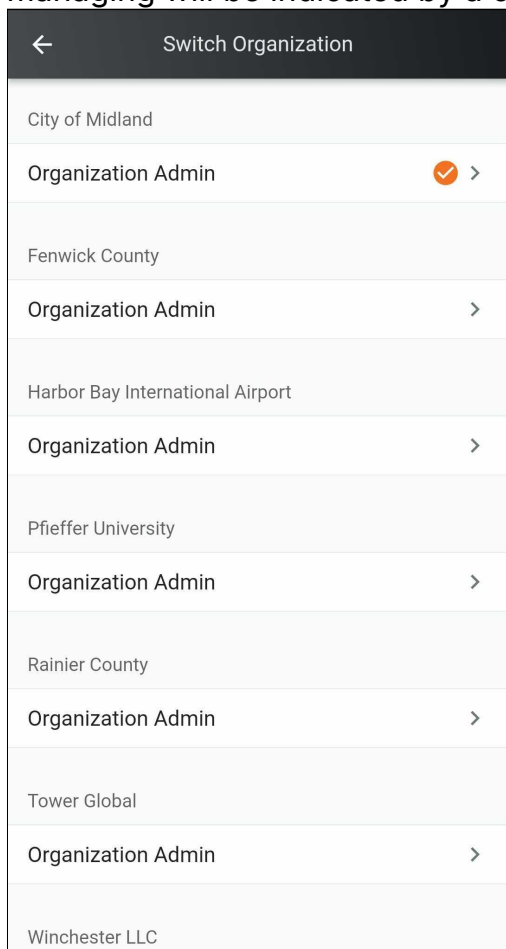 managing will be indicated by a
Switch Organization
City of Midland
Organization Admin
Fenwick County
Organization Admin
Harbor Bay International Airport
Organization Admin
Pfieffer University
Organization Admin
Rainier County
Organization Admin
Tower Global
Organization Admin
Winchester LLC